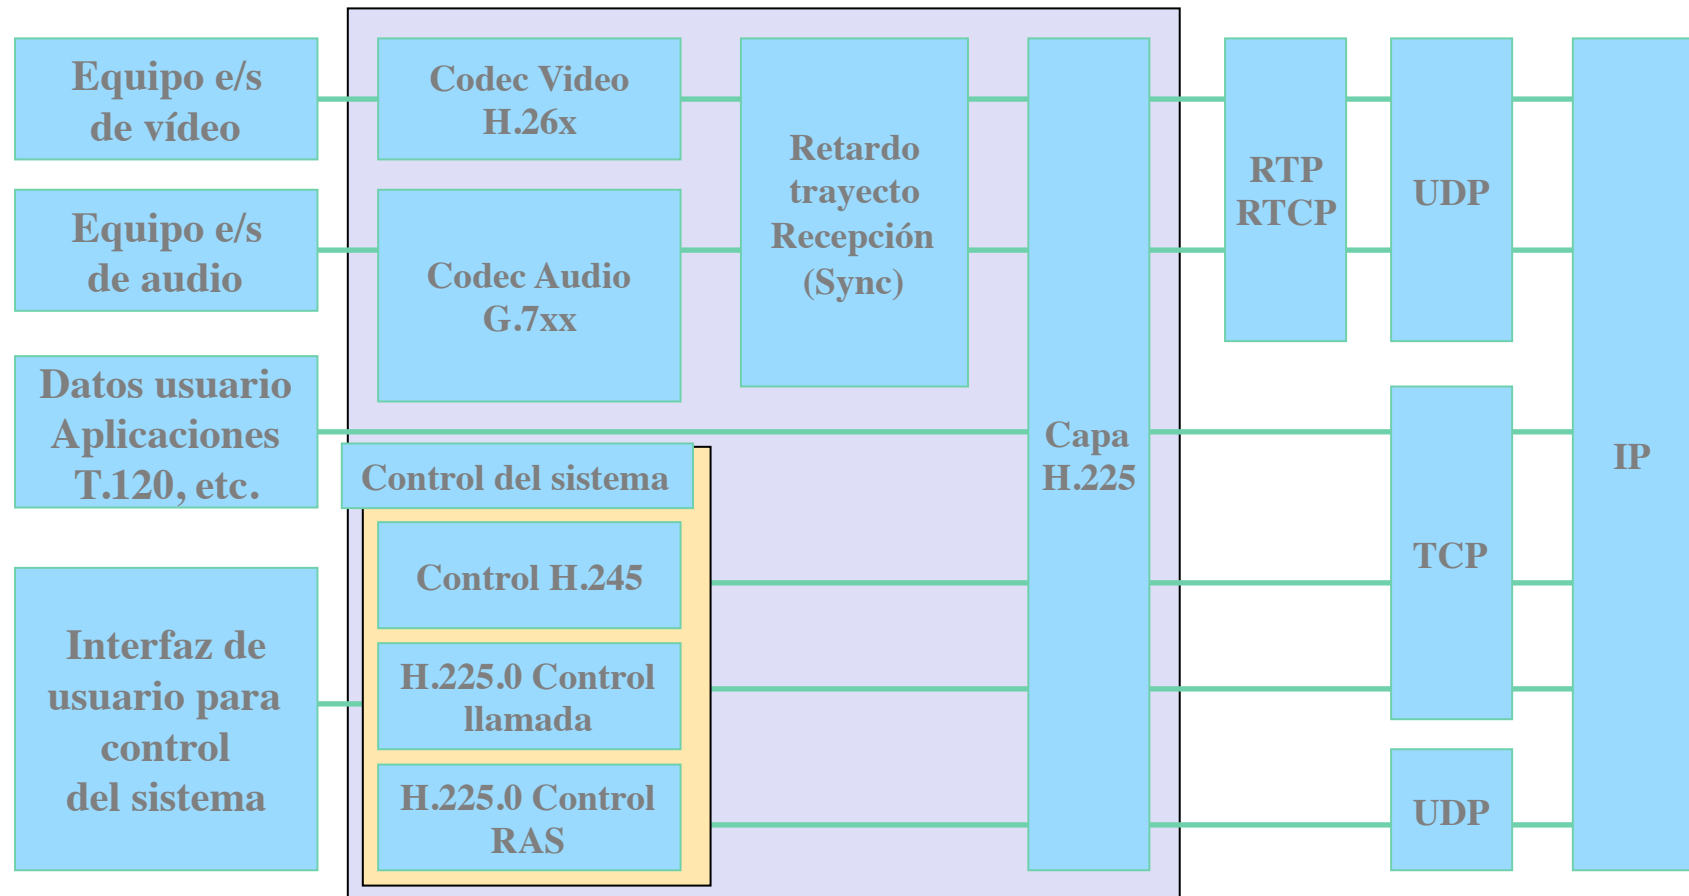 Equipo e/s
de vídeo
Codec Video
H.26x
Retardo
trayecto
Recepción
(Sync)
RTP
RTCP
UDP
Equipo e/s
de audio
Codec Audio
G.7xx
Datos usuario
Aplicaciones
T.120, etc.
Capa
H.225
IP
Control del sistema
Control H.245
TCP
Interfaz de
usuario para
control
del sistema
H.225.0 Control
llamada
H.225.0 Control
RAS
UDP